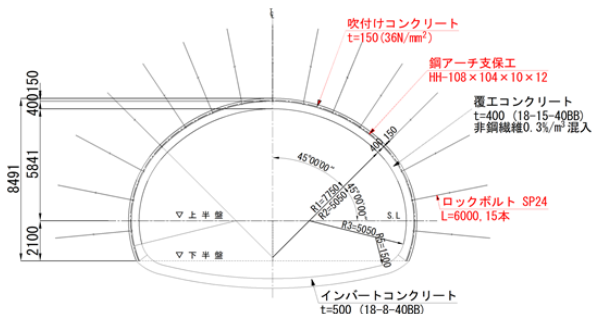 吹付けコンクリート
t=150(36N/mm²)
鋼アーチ支保工
HH-108×104×10×12
覆工コンクリート
t=400 (18-15-40BB)
非鋼繊維0.3%/m³混入
400 150
400
150
5841
8491
2100
45°00'00"
45°00'00"
R1=7750
R2=5050
R3=5050
R5=1500
S.L
▽ 上半盤
▽ 下半盤
ロックボルト SP24
L=6000,15本
インバートコンクリート
t=500 (18-8-40BB)